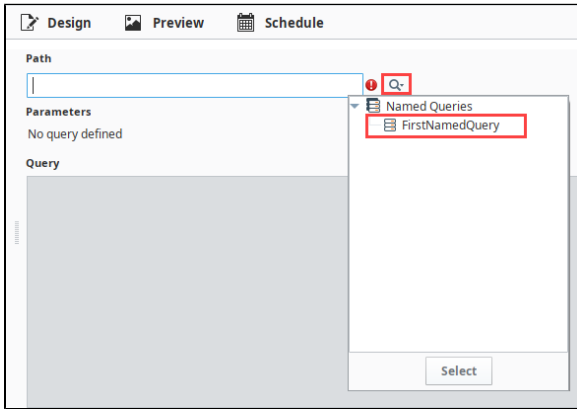 Design Preview Schedule
Path
Parameters
No query defined
Query
Named Queries
FirstNamedQuery
Select